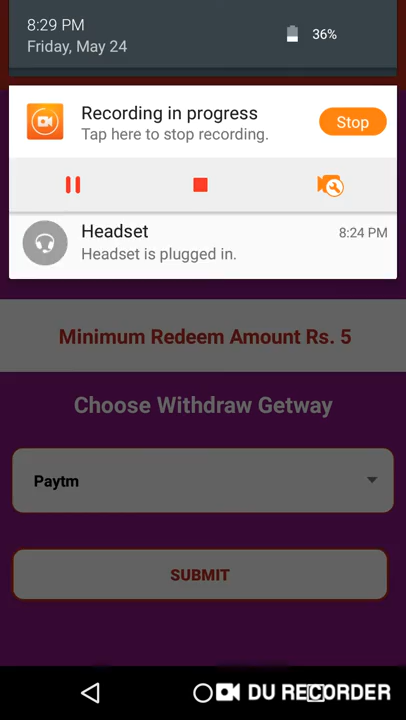 8:29 PM
Friday, May 24
36%
Recording in progress
Tap here to stop recording.
Stop
Headset
8:24 PM
Headset is plugged in.
Minimum Redeem Amount Rs. 5
Choose Withdraw Getway
Paytm
SUBMIT
DU RECORDER